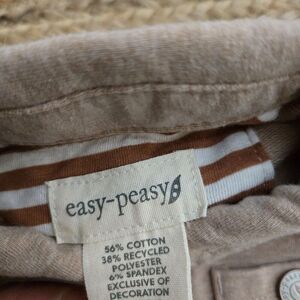 easy-peasy
56% COTTON
38% RECYCLED
POLYESTER
6% SPANDEX
EXCLUSIVE OF
DECORATION